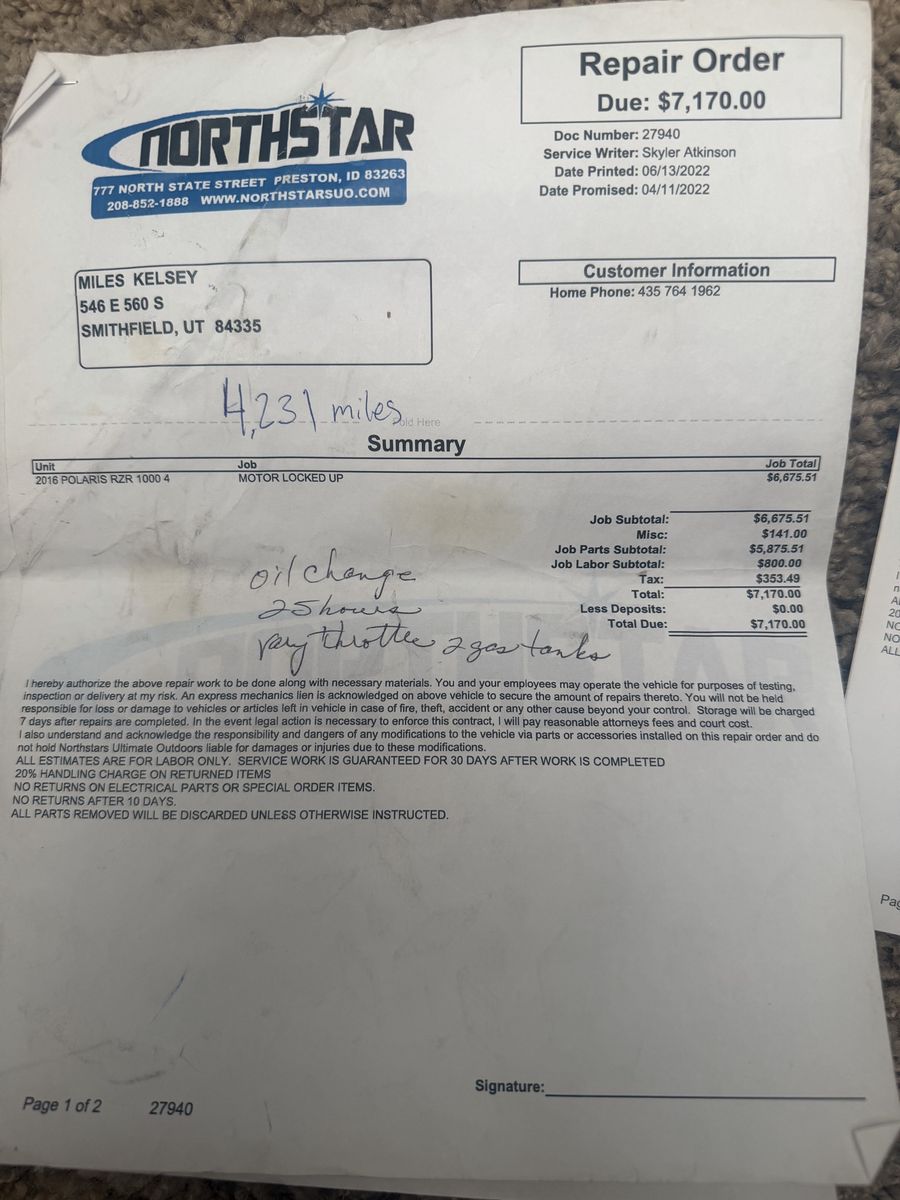 Repair Order
Due: $7,170.00
NORTHSTAR
777 NORTH STATE STREET PRESTON, ID 83263
208-852-1888 WWW.NORTHSTARSUO.COM
Doc Number: 27940
Service Writer: Skyler Atkinson
Date Printed: 06/13/2022
Date Promised: 04/11/2022
MILES KELSEY
546 E 560 S
SMITHFIELD, UT 84335
Customer Information
Home Phone: 435 764 1962
4,231 miles
Fold Here
Summary
Unit Job Job Total
2016 POLARIS RZR 1000 4 MOTOR LOCKED UP $6,675.51
Job Subtotal: $6,675.51
Misc: $141.00
Job Parts Subtotal: $5,875.51
Job Labor Subtotal: $800.00
Tax: $353.49
Total: $7,170.00
Less Deposits: $0.00
Total Due: $7,170.00
oil change
25 hours
vary throttle 2 gas tanks
I hereby authorize the above repair work to be done along with necessary materials. You and your employees may operate the vehicle for purposes of testing,
inspection or delivery at my risk. An express mechanics lien is acknowledged on above vehicle to secure the amount of repairs thereto. You will not be held
responsible for loss or damage to vehicles or articles left in vehicle in case of fire, theft, accident or any other cause beyond your control. Storage will be charged
7 days after repairs are completed. In the event legal action is necessary to enforce this contract, I will pay reasonable attorneys fees and court cost.
I also understand and acknowledge the responsibility and dangers of any modifications to the vehicle via parts or accessories installed on this repair order and do
not hold Northstars Ultimate Outdoors liable for damages or injuries due to these modifications.
ALL ESTIMATES ARE FOR LABOR ONLY. SERVICE WORK IS GUARANTEED FOR 30 DAYS AFTER WORK IS COMPLETED
20% HANDLING CHARGE ON RETURNED ITEMS
NO RETURNS ON ELECTRICAL PARTS OR SPECIAL ORDER ITEMS.
NO RETURNS AFTER 10 DAYS.
ALL PARTS REMOVED WILL BE DISCARDED UNLESS OTHERWISE INSTRUCTED.
Signature:
Page 1 of 2 27940